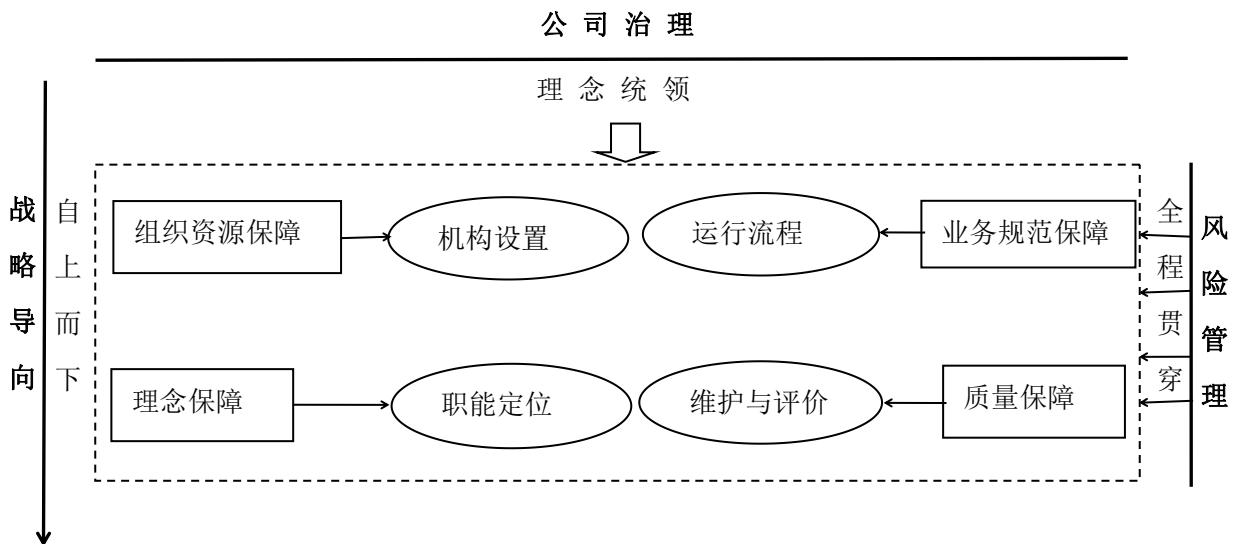 公司治理
理念统领
战略导向
自上而下
组织资源保障
机构设置
运行流程
业务规范保障
理念保障
职能定位
维护与评价
质量保障
全程贯穿
风险管理